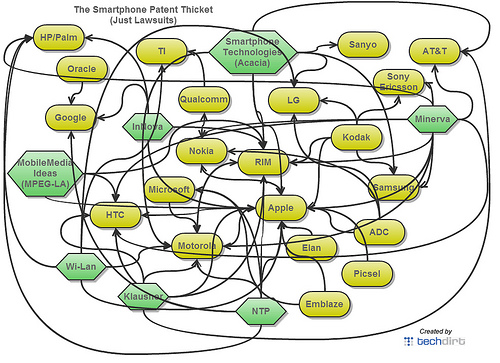 The Smartphone Patent Thicket
(Just Lawsuits)
HP/Palm
TI
Smartphone
Technologies
(Acacia)
Sanyo
AT&T
Oracle
Sony
Ericsson
Google
Qualcomm
LG
Minerva
InNova
Kodak
Nokia
RIM
MobileMedia
Ideas
(MPEG-LA)
Microsoft
Samsung
HTC
Apple
ADC
Motorola
Elan
Wi-Lan
Picsel
Klausner
NTP
Emblaze
Created by
techdirt